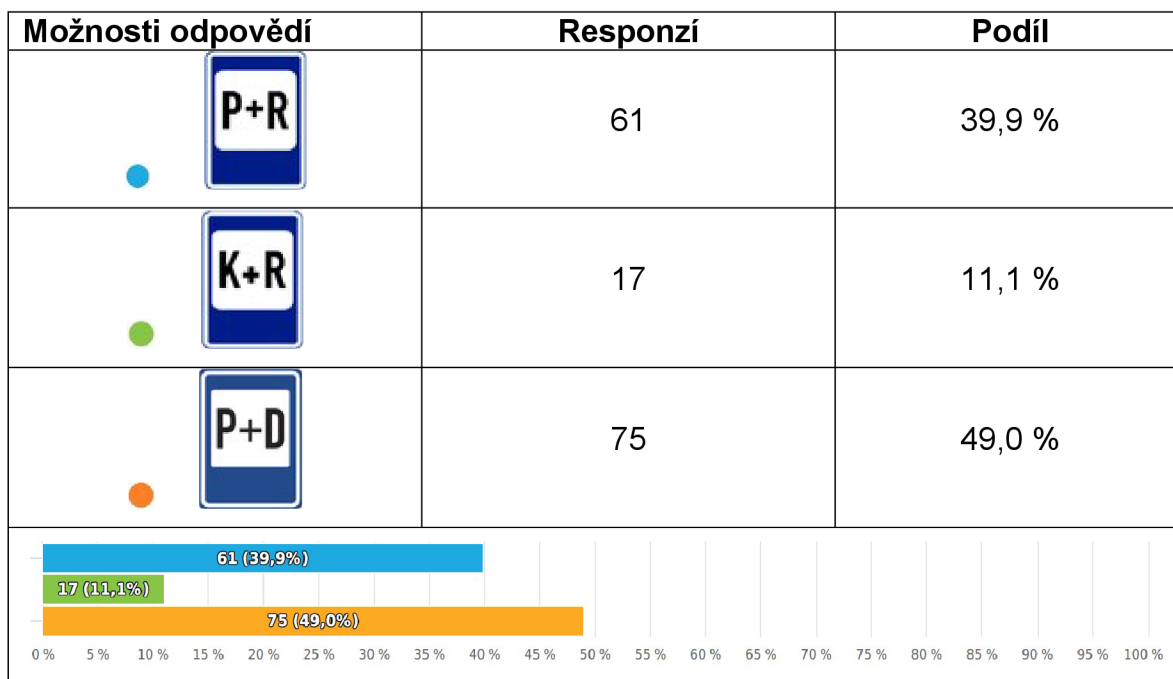 Možnosti odpovědí Responzí Podíl
P+R 61 39,9 %
K+R 17 11,1 %
P+D 75 49,0 %
61 (39,9%)
17 (11,1%)
75 (49,0%)
0 % 5 % 10 % 15 % 20 % 25 % 30 % 35 % 40 % 45 % 50 % 55 % 60 % 65 % 70 % 75 % 80 % 85 % 90 % 95 % 100 %